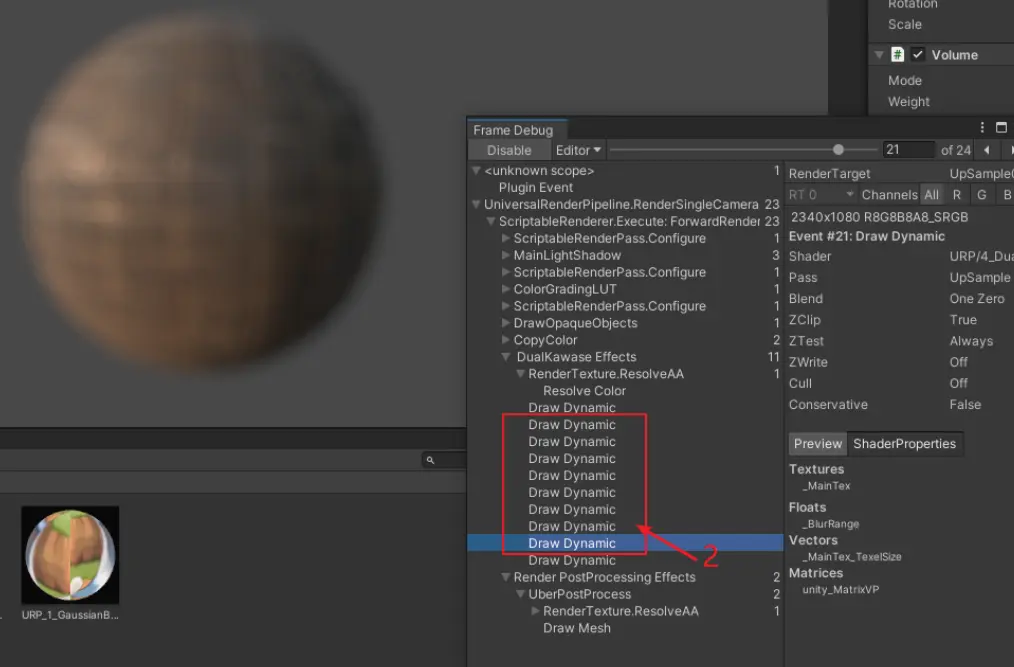 Rotation
Scale
# Volume
Mode
Weight
Frame Debug
Disable Editor 21 of 24
<unknown scope> 1
Plugin Event
UniversalRenderPipeline.RenderSingleCamera 23
ScriptableRenderer.Execute: ForwardRender 23
ScriptableRenderPass.Configure 1
MainLightShadow 3
ScriptableRenderPass.Configure 1
ColorGradingLUT 1
ScriptableRenderPass.Configure 1
DrawOpaqueObjects 1
CopyColor 2
DualKawase Effects 11
RenderTexture.ResolveAA 1
Resolve Color
Draw Dynamic
Draw Dynamic
Draw Dynamic
Draw Dynamic
Draw Dynamic
Draw Dynamic
Draw Dynamic
Draw Dynamic
Draw Dynamic
Draw Dynamic
2
Render PostProcessing Effects 2
UberPostProcess 2
RenderTexture.ResolveAA 1
Draw Mesh
RenderTarget UpSample
RT 0 Channels All R G B
2340x1080 R8G8B8A8_SRGB
Event #21: Draw Dynamic
Shader URP/4_Dua
Pass UpSample
Blend One Zero
ZClip True
ZTest Always
ZWrite Off
Cull Off
Conservative False
Preview ShaderProperties
Textures
_MainTex
Floats
_BlurRange
Vectors
_MainTex_TexelSize
Matrices
unity_MatrixVP
URP_1_GaussianB...